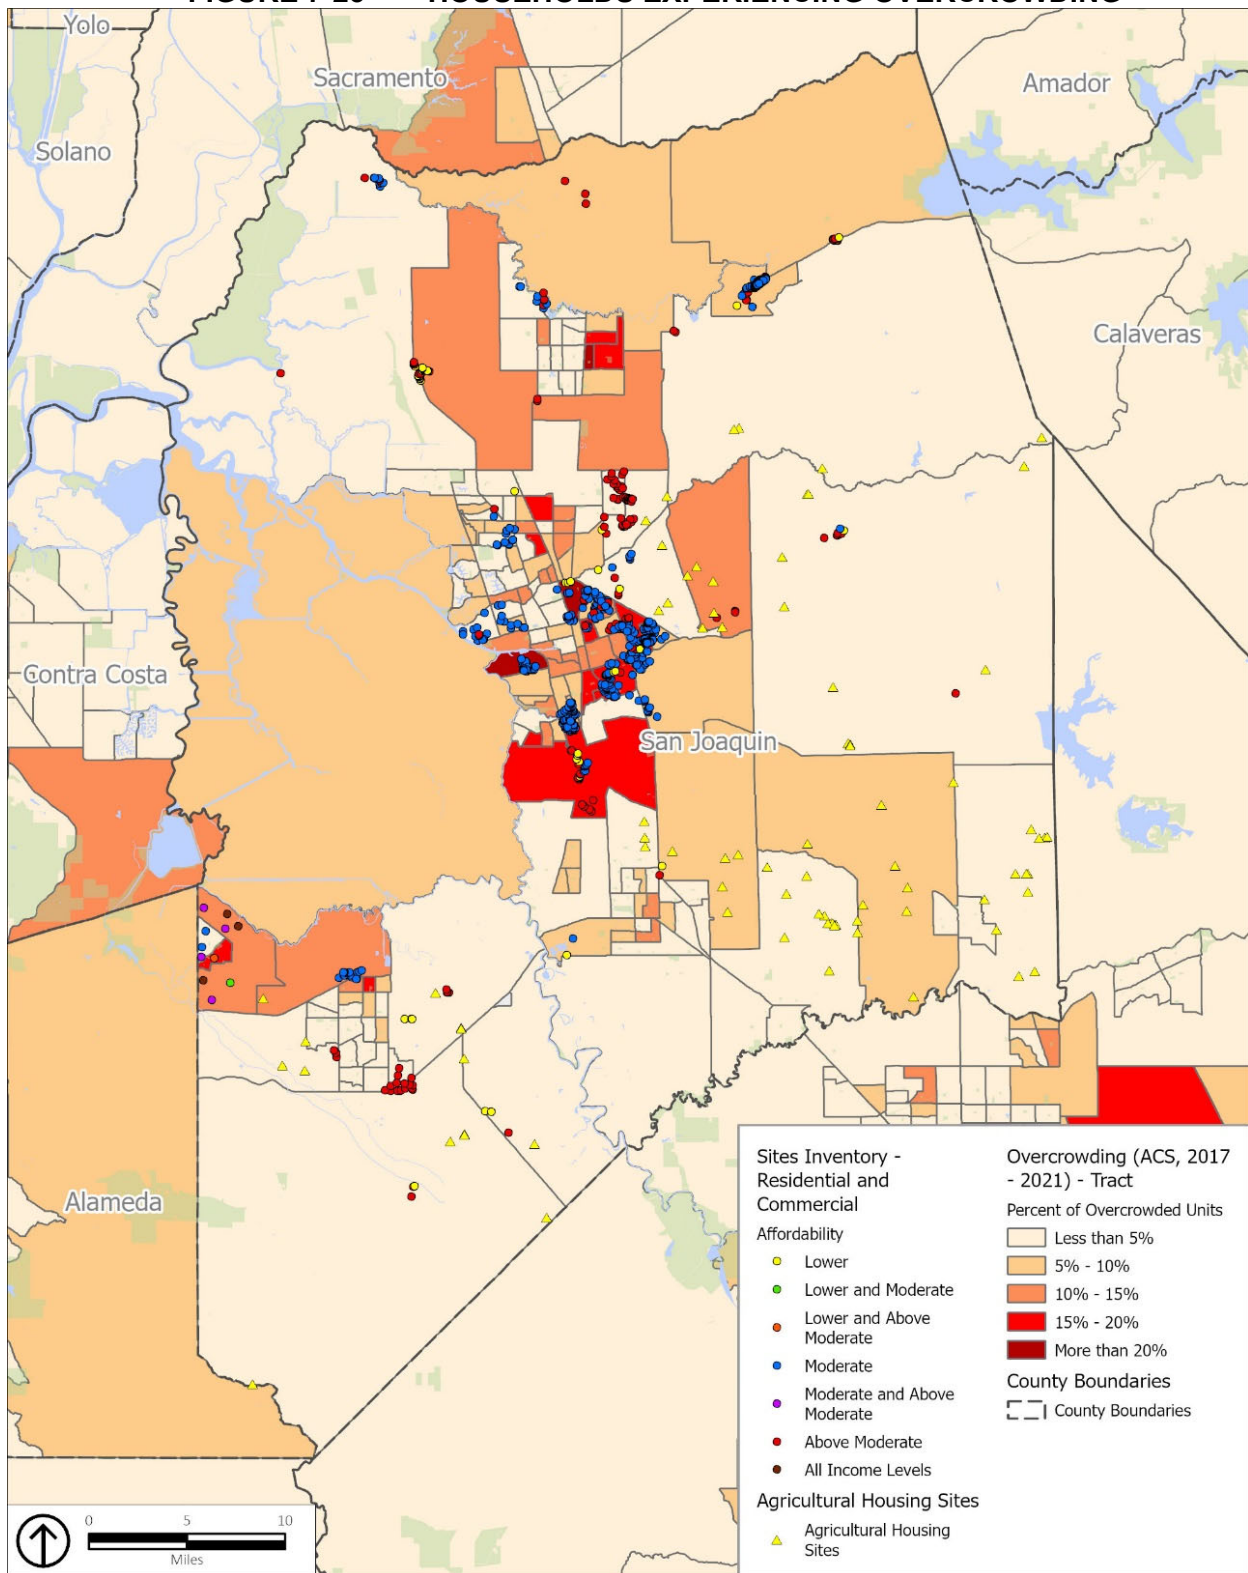 HOUSEHOLDS EXPERIENCING OVERCROWDING
Yolo
Sacramento
Amador
Solano
Calaveras
Contra Costa
San Joaquin
Alameda
Sites Inventory -
Residential and
Commercial
Affordability
Lower
Lower and Moderate
Lower and Above
Moderate
Moderate
Moderate and Above
Moderate
Above Moderate
All Income Levels
Agricultural Housing Sites
Agricultural Housing
Sites
Overcrowding (ACS, 2017
- 2021) - Tract
Percent of Overcrowded Units
Less than 5%
5% - 10%
10% - 15%
15% - 20%
More than 20%
County Boundaries
County Boundaries
0 5 10
Miles